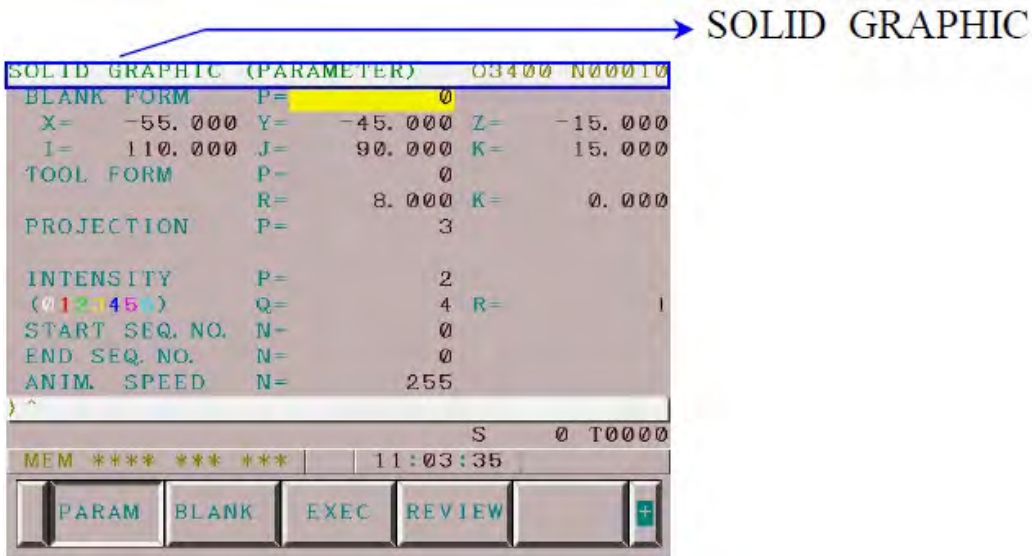 SOLID GRAPHIC
SOLID GRAPHIC (PARAMETER) O3400 N00010
BLANK FORM P= 0
X= -55.000 Y= -45.000 Z= -15.000
I= 110.000 J= 90.000 K= 15.000
TOOL FORM P= 0
R= 8.000 K= 0.000
PROJECTION P= 3
INTENSITY P= 2
(0123456) Q= 4 R= 1
START SEQ. NO. N= 0
END SEQ. NO. N= 0
ANIM. SPEED N= 255
) ^
S 0 T0000
MEM **** *** *** 11:03:35
PARAM BLANK EXEC REVIEW +